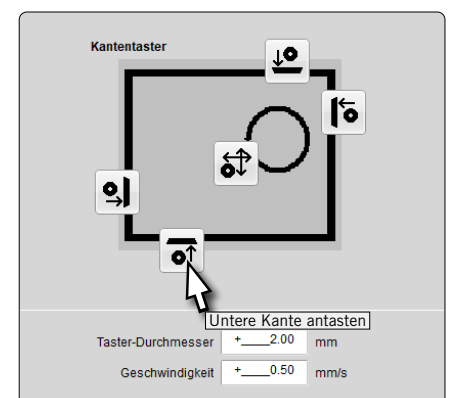 Kantentaster
Untere Kante antasten
Taster-Durchmesser +____2.00 mm
Geschwindigkeit +____0.50 mm/s